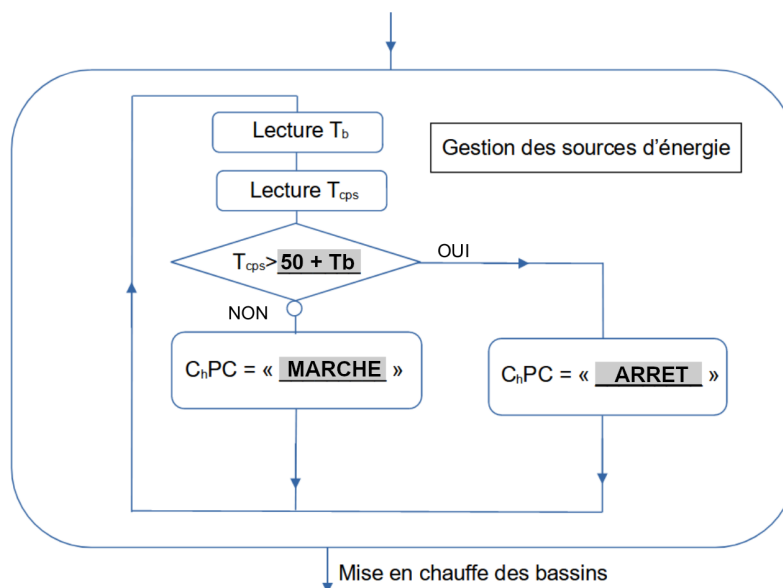 Lecture Tb
Gestion des sources d'énergie
Lecture Tcps
Tcps>50 + Tb
OUI
NON
ChPC = « MARCHE »
ChPC = « ARRET »
Mise en chauffe des bassins